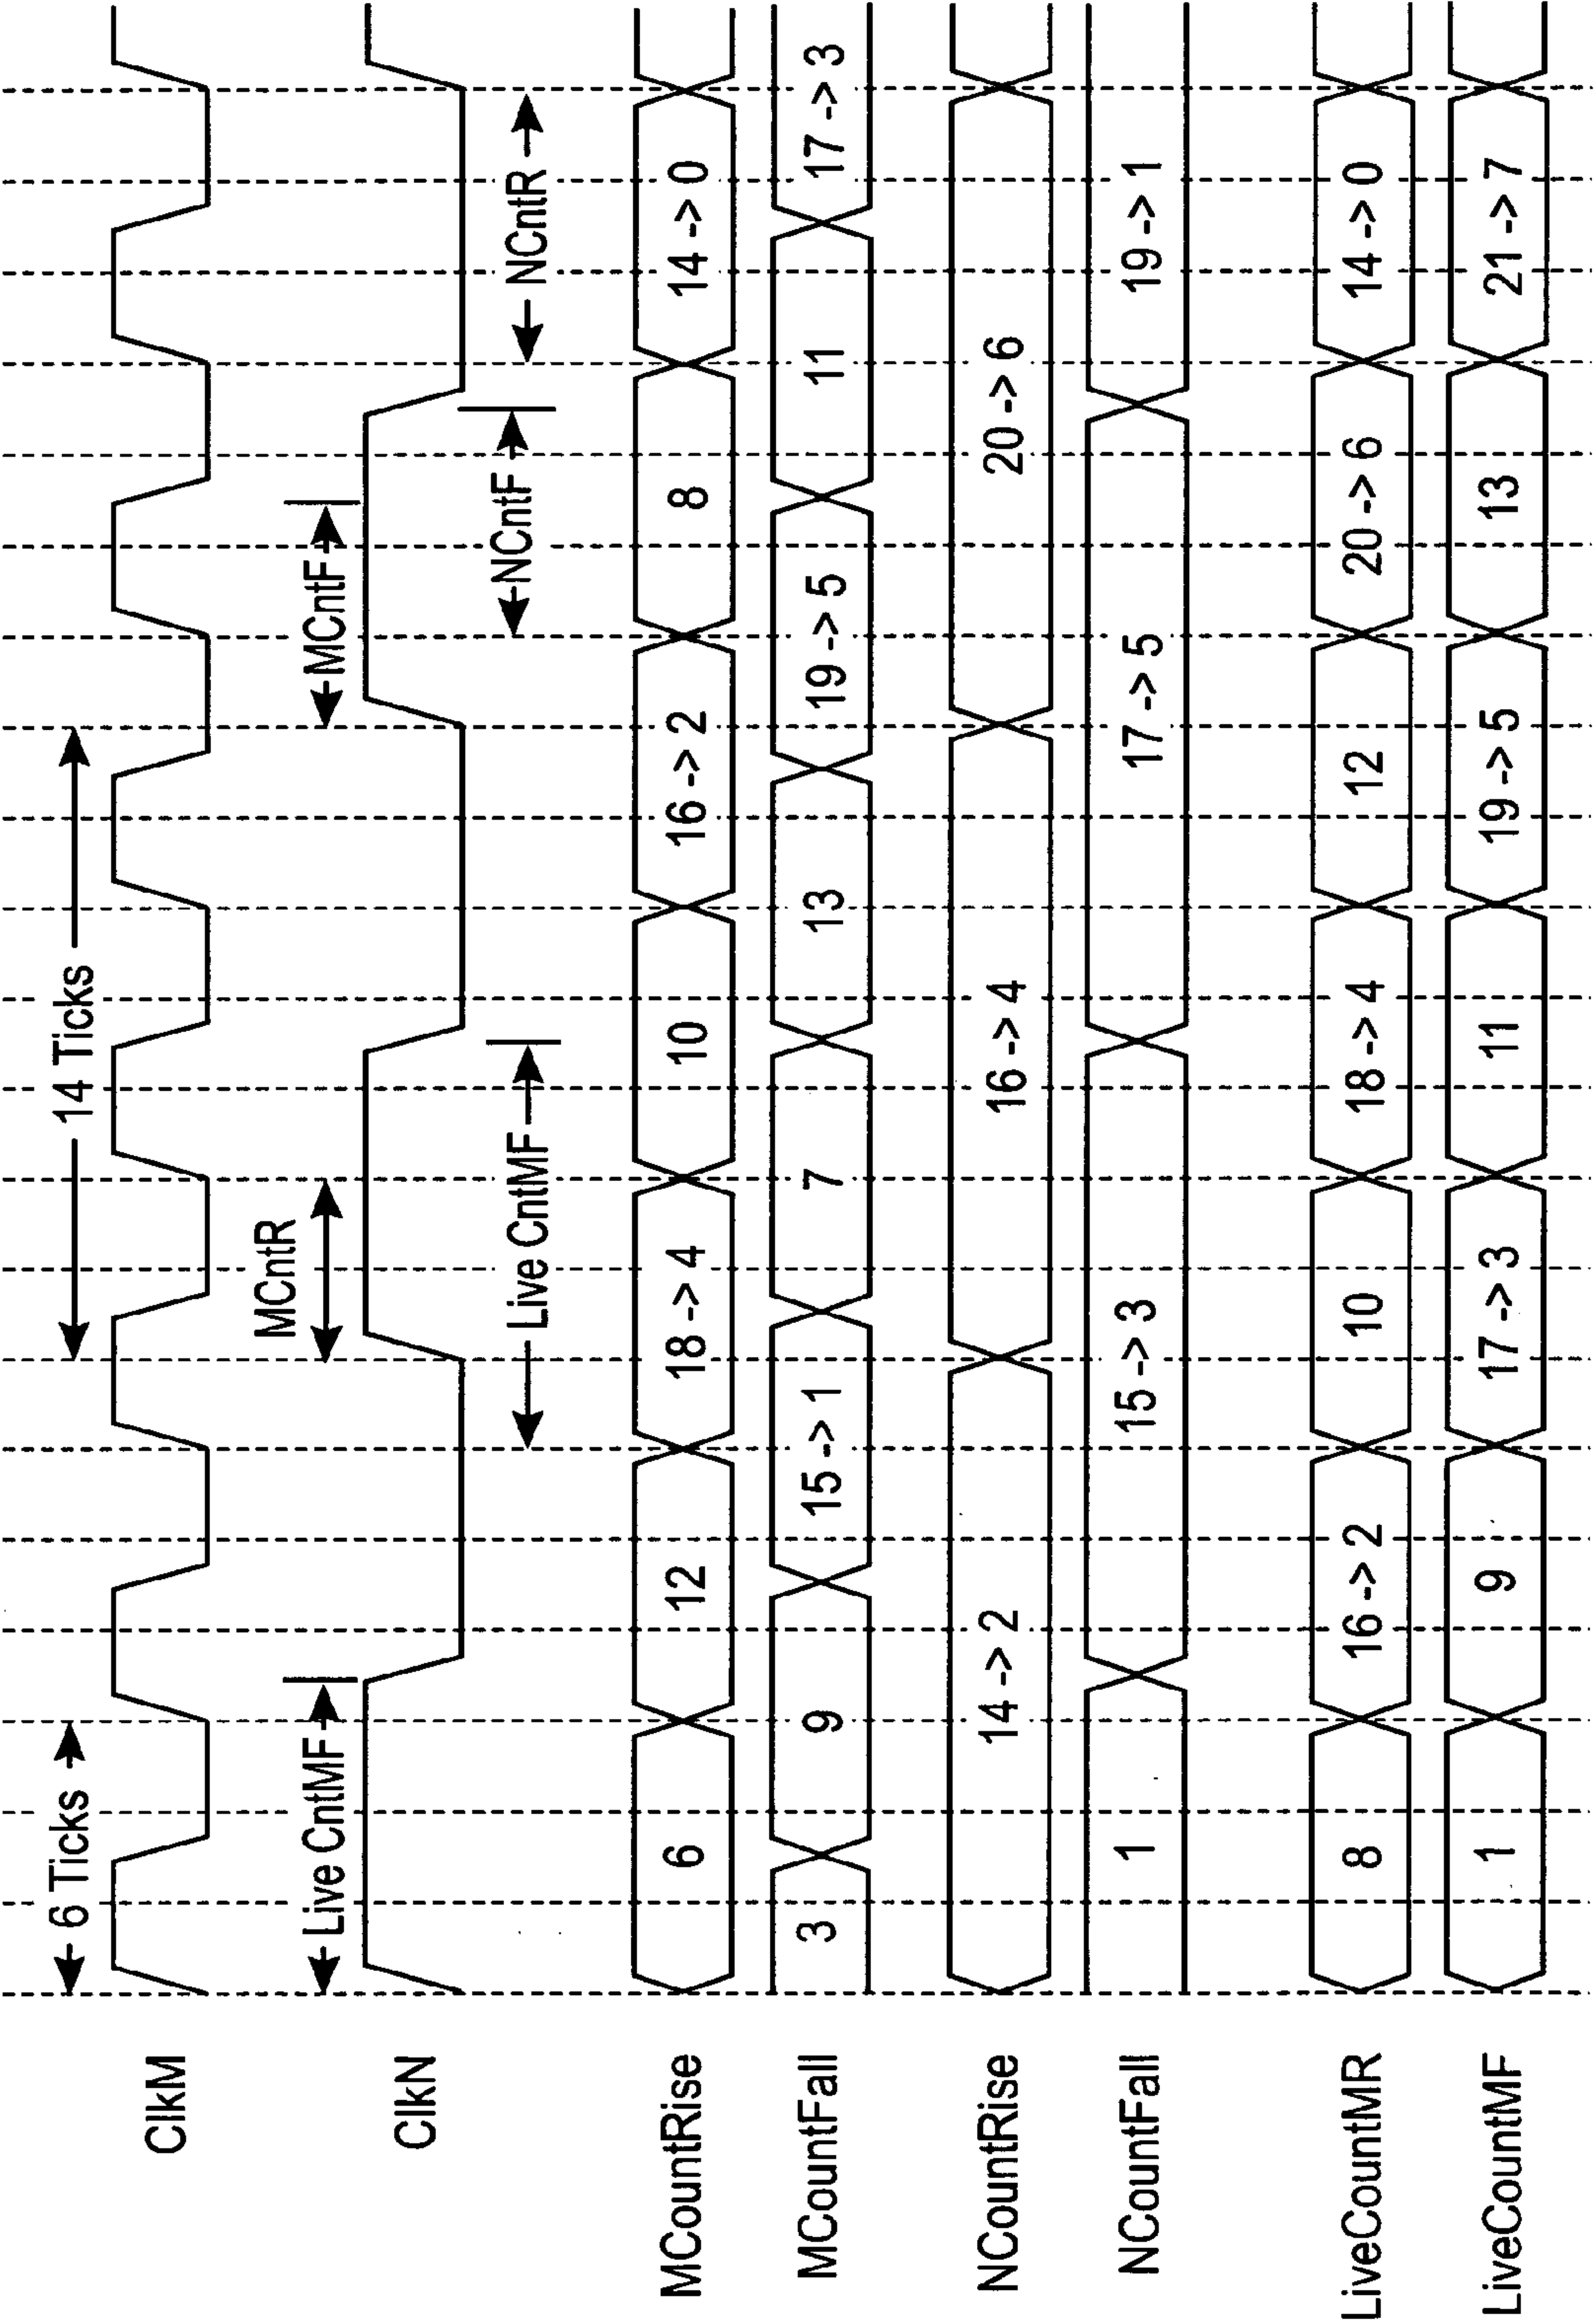 6 Ticks
14 Ticks
ClkM
Live CntMF
MCntR
MCntF
ClkN
Live CntMF
NCntF
NCntR
MCountRise
6
12
18 -> 4
10
16 -> 2
8
14 -> 0
MCountFall
3
9
15 -> 1
7
13
19 -> 5
11
17 -> 3
NCountRise
14 -> 2
16 -> 4
20 -> 6
NCountFall
1
15 -> 3
17 -> 5
19 -> 1
LiveCountMR
8
16 -> 2
10
18 -> 4
12
20 -> 6
14 -> 0
LiveCountMF
1
9
17 -> 3
11
19 -> 5
13
21 -> 7